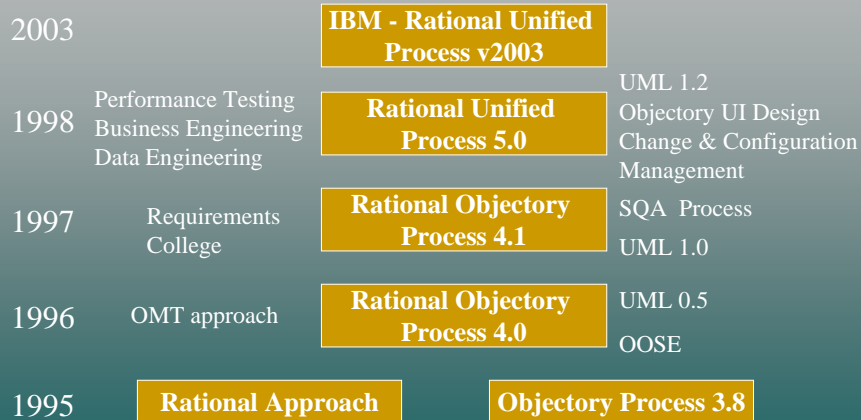 2003
IBM - Rational Unified
Process v2003
1998
Performance Testing
Business Engineering
Data Engineering
Rational Unified
Process 5.0
UML 1.2
Objectory UI Design
Change & Configuration
Management
1997
Requirements
College
Rational Objectory
Process 4.1
SQA Process
UML 1.0
1996
OMT approach
Rational Objectory
Process 4.0
UML 0.5
OOSE
1995
Rational Approach
Objectory Process 3.8